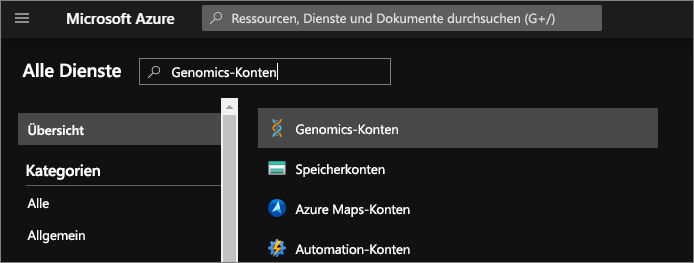 Microsoft Azure
Ressourcen, Dienste und Dokumente durchsuchen (G+/)
Alle Dienste
Genomics-Konten
Übersicht
Kategorien
Alle
Allgemein
Genomics-Konten
Speicherkonten
Azure Maps-Konten
Automation-Konten